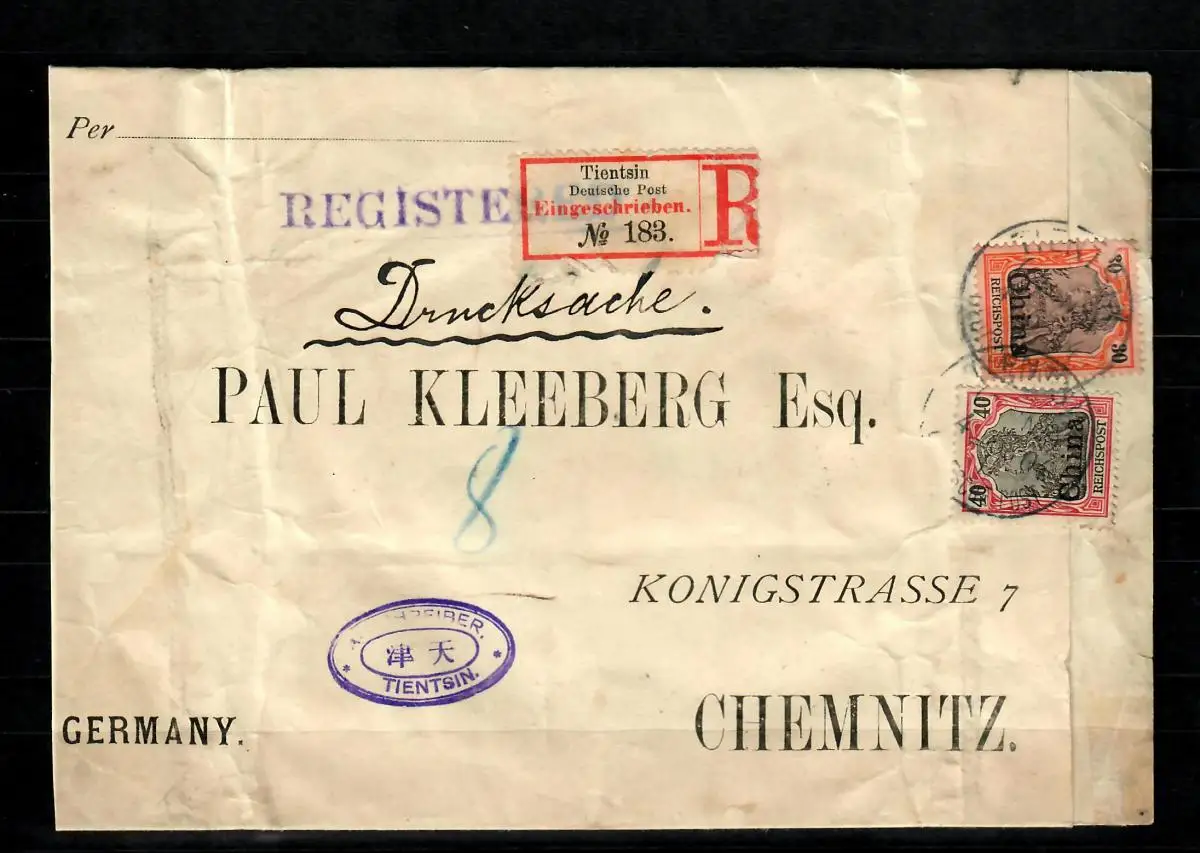 Per
REGISTE
Tientsin
Deutsche Post
Eingeschrieben.
№ 183.
R
Drucksache.
PAUL KLEEBERG Esq.
8
KONIGSTRASSE 7
CHEMNITZ.
GERMANY.
津 天
TIENTSIN.
30
REICHSPOST
China
30
40
40
REICHSPOST
China